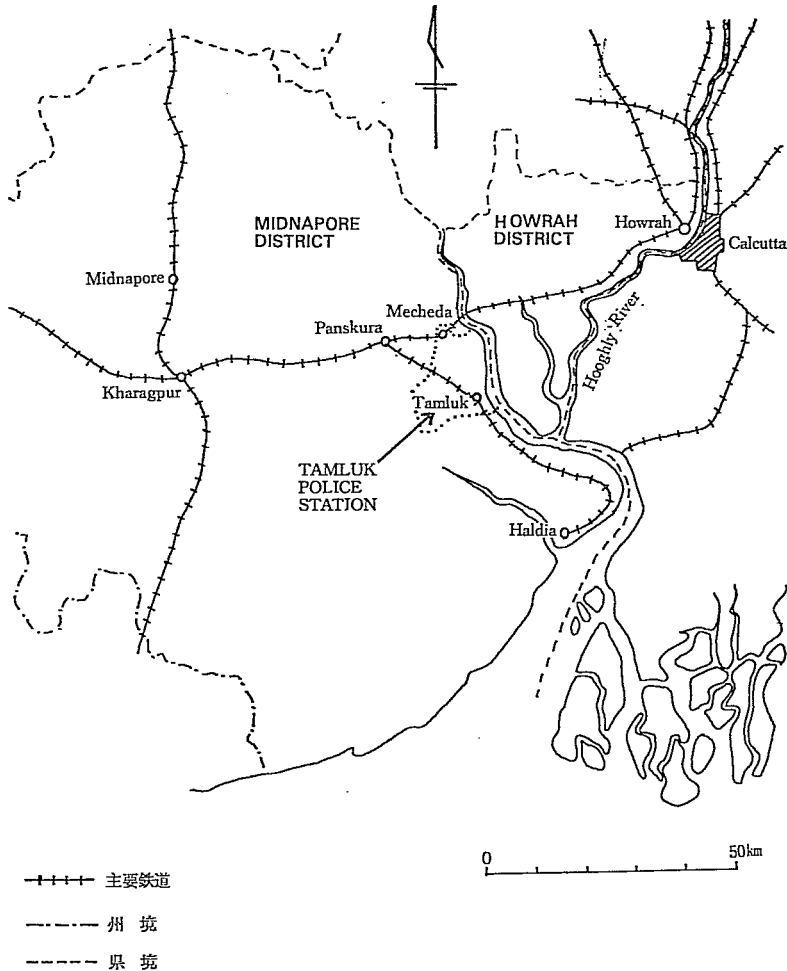 MIDNAPORE
DISTRICT
HOWRAH
DISTRICT
Howrah
Calcutta
Midnapore
Mecheda
Panskura
Hooghly River
Kharagpur
Tamluk
TAMLUK
POLICE
STATION
Haldia
0
50km
主要鉄道
州境
県境